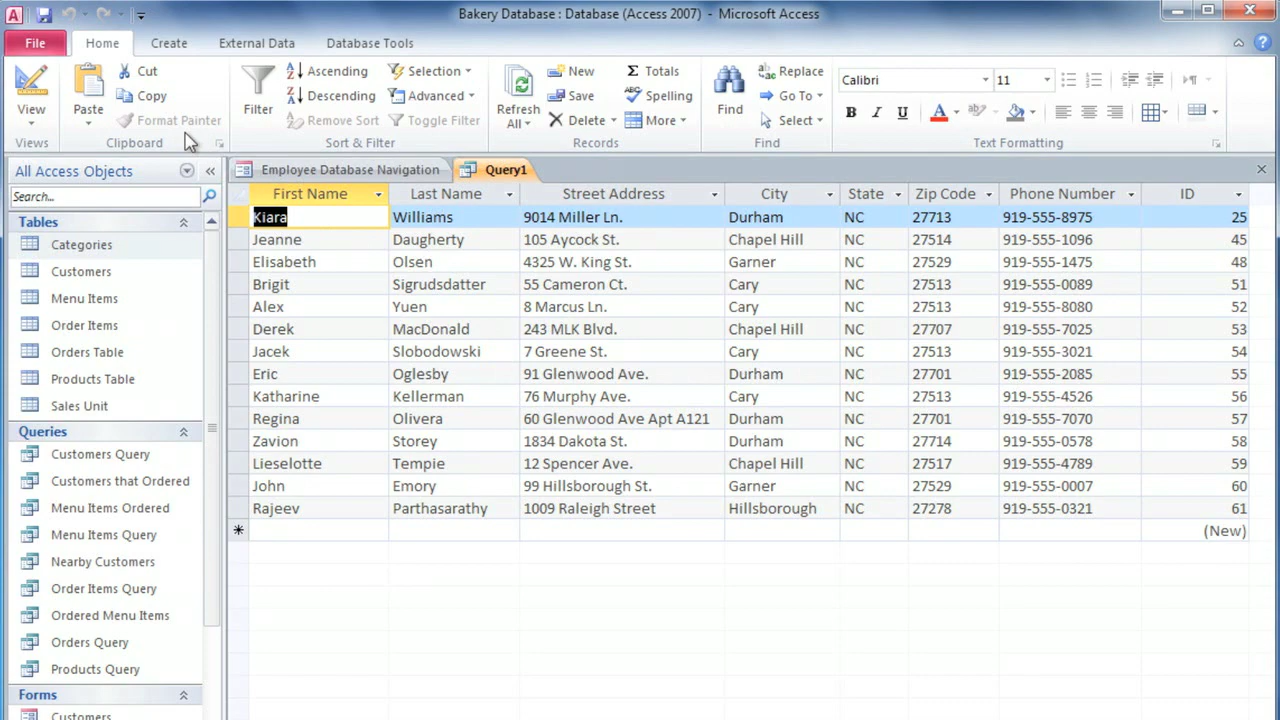 Bakery Database : Database (Access 2007) - Microsoft Access
File Home Create External Data Database Tools
View
Views
Paste
Cut
Copy
Format Painter
Clipboard
Filter
Ascending
Descending
Remove Sort
Selection
Advanced
Toggle Filter
Sort & Filter
Refresh
All
New
Save
Delete
Totals
Spelling
More
Records
Find
Replace
Go To
Select
Find
Calibri 11
B I U A ab
Text Formatting
All Access Objects
Search...
Tables
Categories
Customers
Menu Items
Order Items
Orders Table
Products Table
Sales Unit
Queries
Customers Query
Customers that Ordered
Menu Items Ordered
Menu Items Query
Nearby Customers
Order Items Query
Ordered Menu Items
Orders Query
Products Query
Forms
Customers
Employee Database Navigation Query1
First Name Last Name Street Address City State Zip Code Phone Number ID
Kiara Williams 9014 Miller Ln. Durham NC 27713 919-555-8975 25
Jeanne Daugherty 105 Aycock St. Chapel Hill NC 27514 919-555-1096 45
Elisabeth Olsen 4325 W. King St. Garner NC 27529 919-555-1475 48
Brigit Sigrudsdatter 55 Cameron Ct. Cary NC 27513 919-555-0089 51
Alex Yuen 8 Marcus Ln. Cary NC 27513 919-555-8080 52
Derek MacDonald 243 MLK Blvd. Chapel Hill NC 27707 919-555-7025 53
Jacek Slobodowski 7 Greene St. Cary NC 27513 919-555-3021 54
Eric Oglesby 91 Glenwood Ave. Durham NC 27701 919-555-2085 55
Katharine Kellerman 76 Murphy Ave. Cary NC 27513 919-555-4526 56
Regina Olivera 60 Glenwood Ave Apt A121 Durham NC 27701 919-555-7070 57
Zavion Storey 1834 Dakota St. Durham NC 27714 919-555-0578 58
Lieselotte Tempie 12 Spencer Ave. Chapel Hill NC 27517 919-555-4789 59
John Emory 99 Hillsborough St. Garner NC 27529 919-555-0007 60
Rajeev Parthasarathy 1009 Raleigh Street Hillsborough NC 27278 919-555-0321 61
(New)